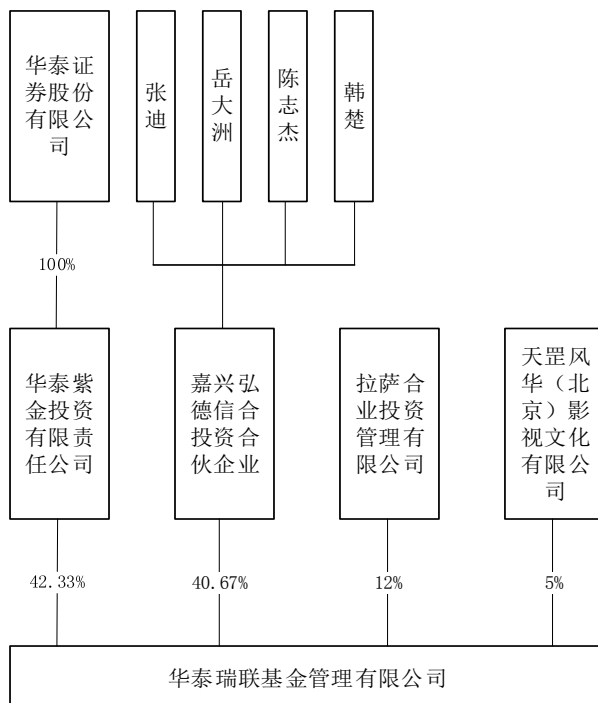 华泰证
券股份
有限公
司
张
迪
岳
大
洲
陈
志
杰
韩
楚
100%
华泰紫
金投资
有限责
任公司
嘉兴弘
德信合
投资合
伙企业
拉萨合
业投资
管理有
限公司
天罡风
华（北
京）影
视文化
有限公
司
42.33%
40.67%
12%
5%
华泰瑞联基金管理有限公司